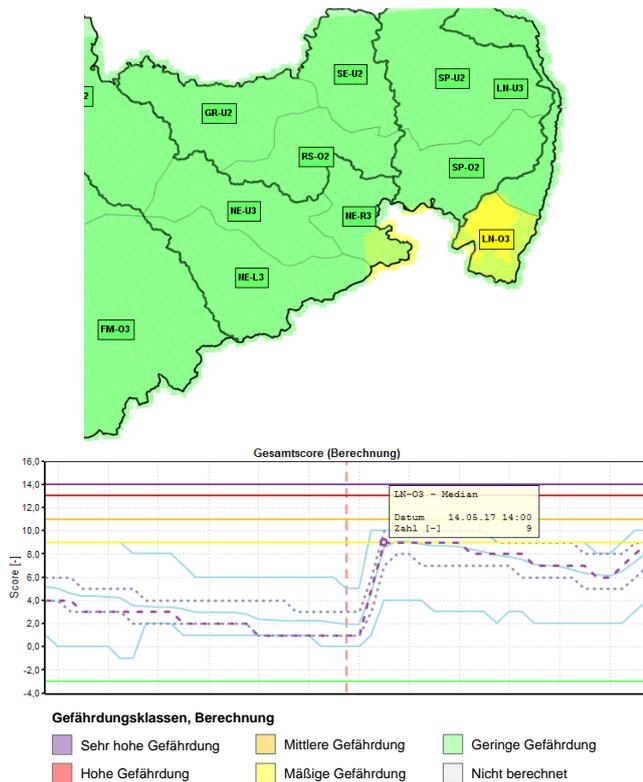 SE-U2
SP-U2
LN-U3
2
GR-U2
RS-O2
SP-O2
NE-U3
NE-R3
LN-O3
NE-L3
FM-O3
Gesamtscore (Berechnung)
16,0
14,0
12,0
10,0
8,0
6,0
4,0
2,0
0,0
-2,0
-4,0
Score [-]
LN-O3 - Median
Datum 14.05.17 14:00
Zahl [-] 9
Gefährdungsklassen, Berechnung
Sehr hohe Gefährdung
Mittlere Gefährdung
Geringe Gefährdung
Hohe Gefährdung
Mäßige Gefährdung
Nicht berechnet